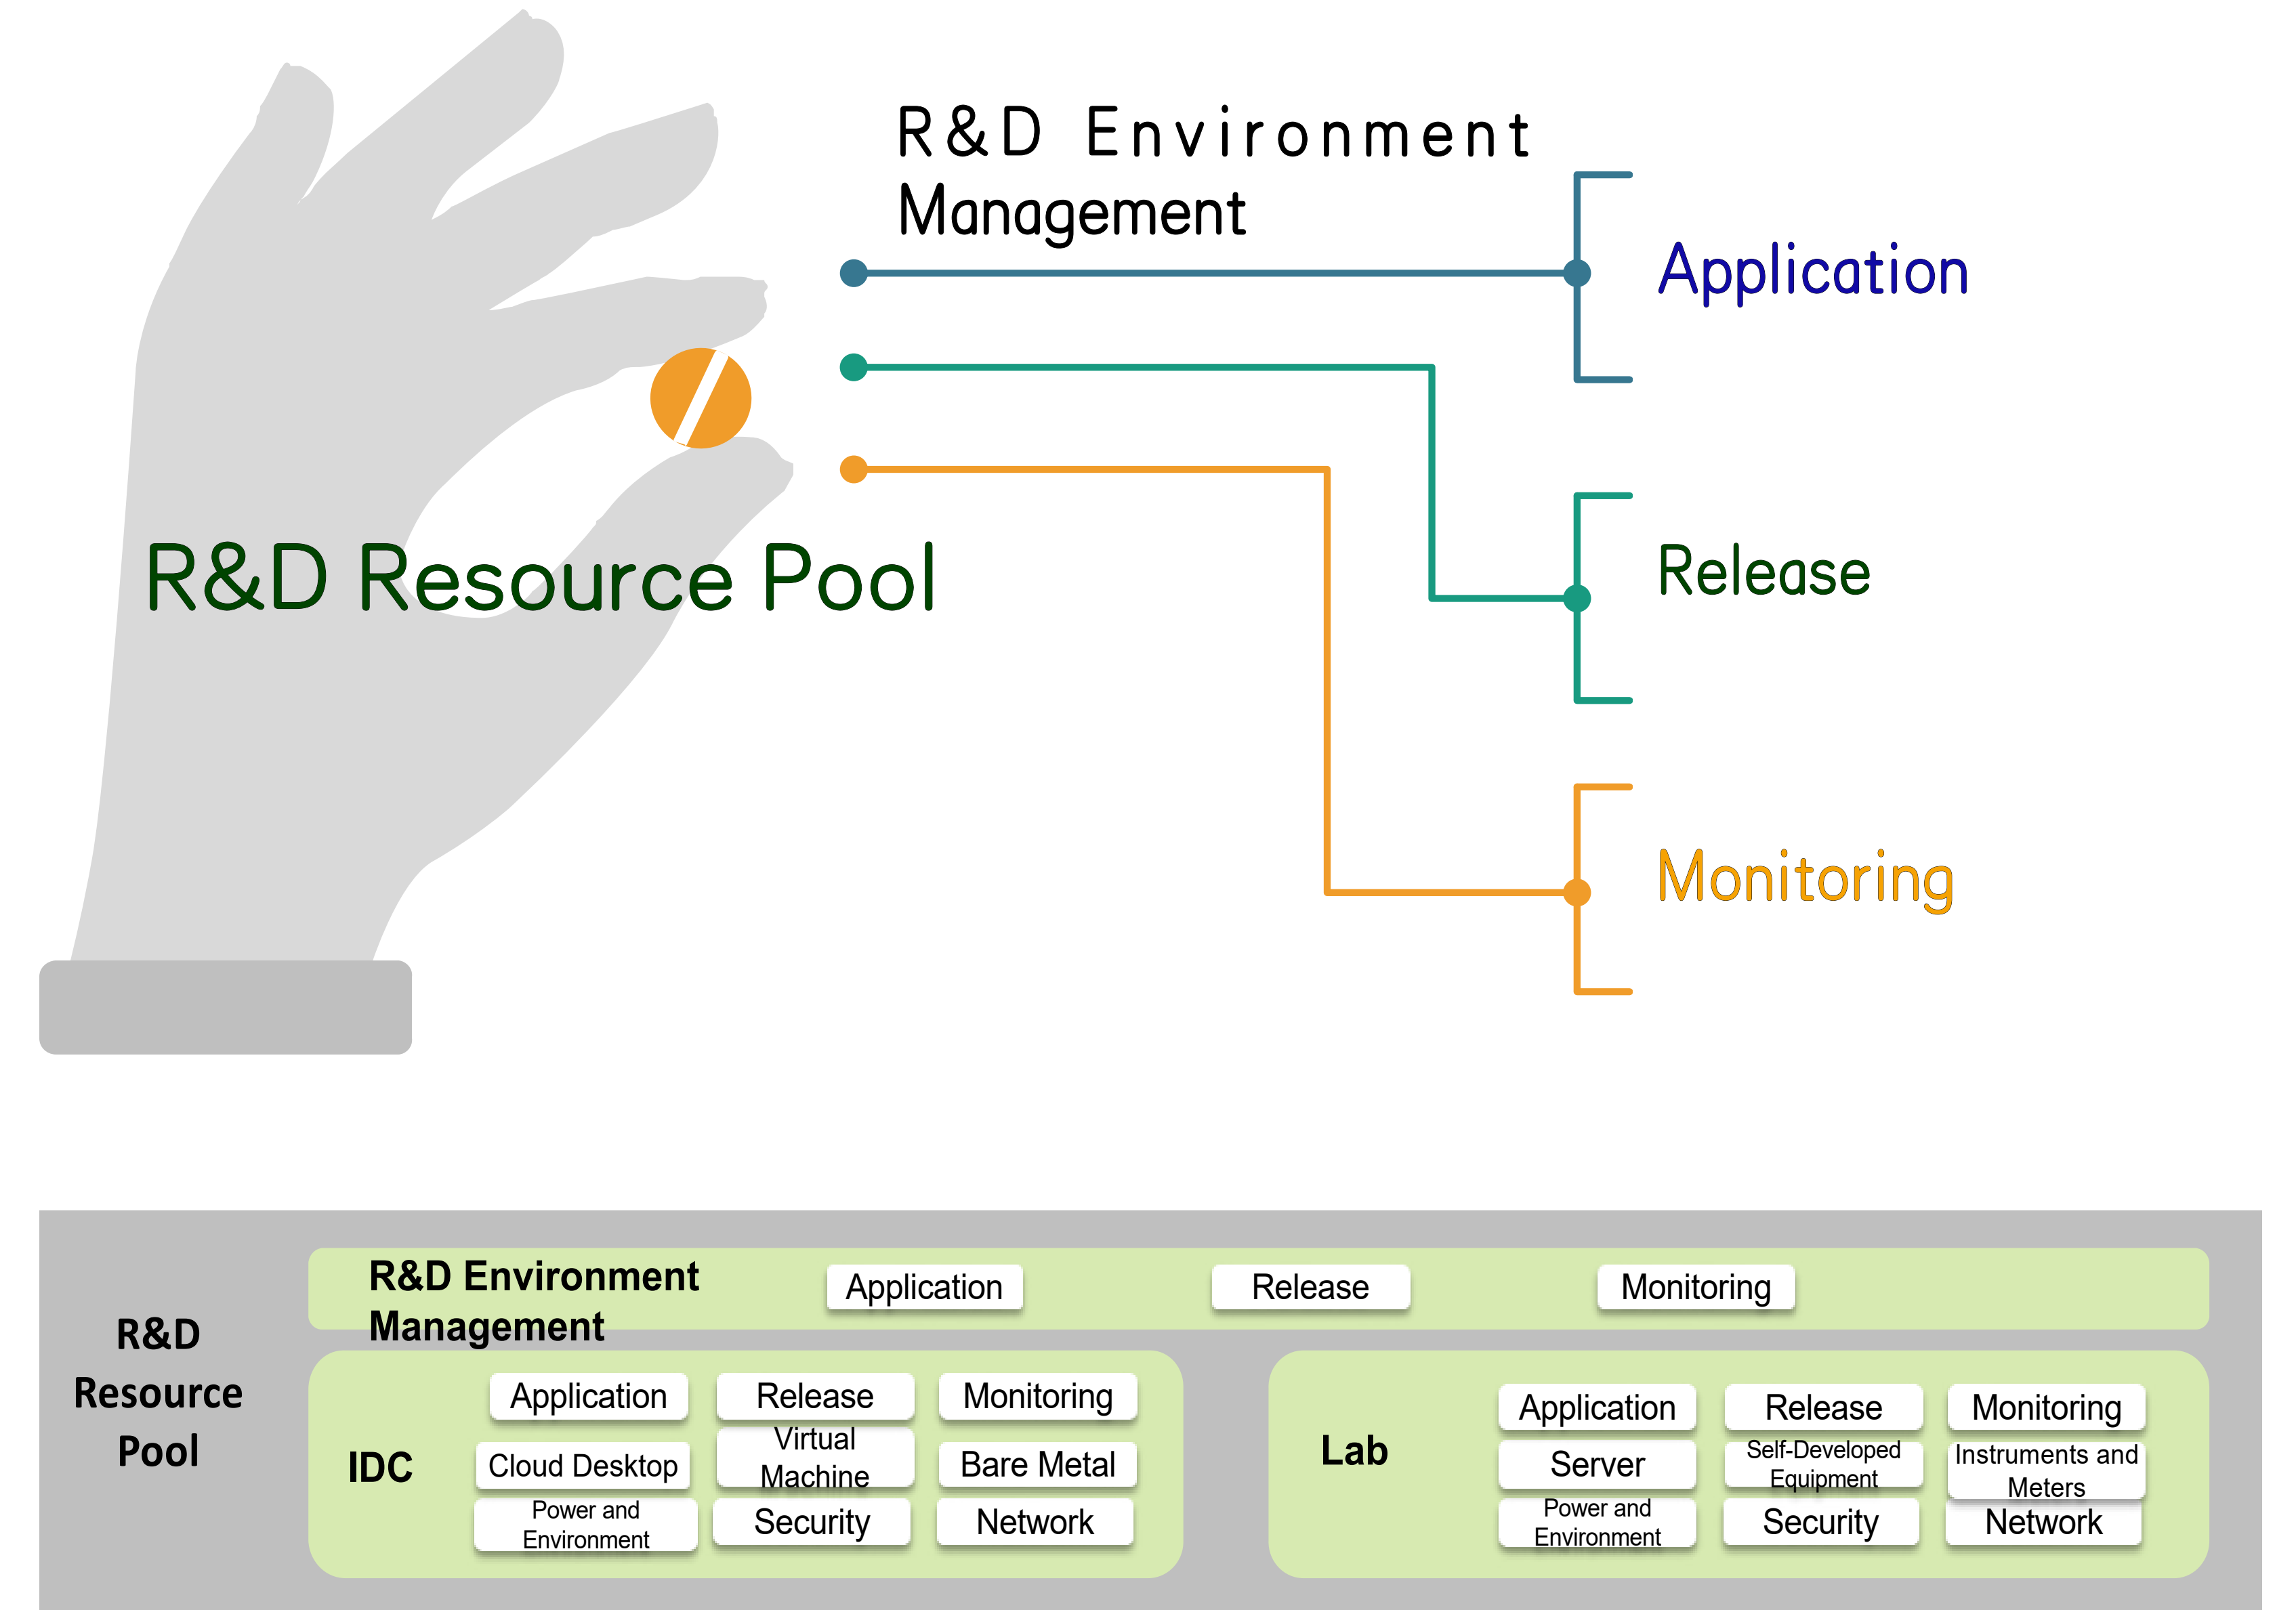 R&D Environment
Management
Application
R&D Resource Pool
Release
Monitoring
R&D
Resource
Pool
R&D Environment
Management
Application
Release
Monitoring
IDC
Application
Release
Monitoring
Cloud Desktop
Virtual
Machine
Bare Metal
Power and
Environment
Security
Network
Lab
Application
Release
Monitoring
Server
Self-Developed
Equipment
Instruments and
Meters
Power and
Environment
Security
Network